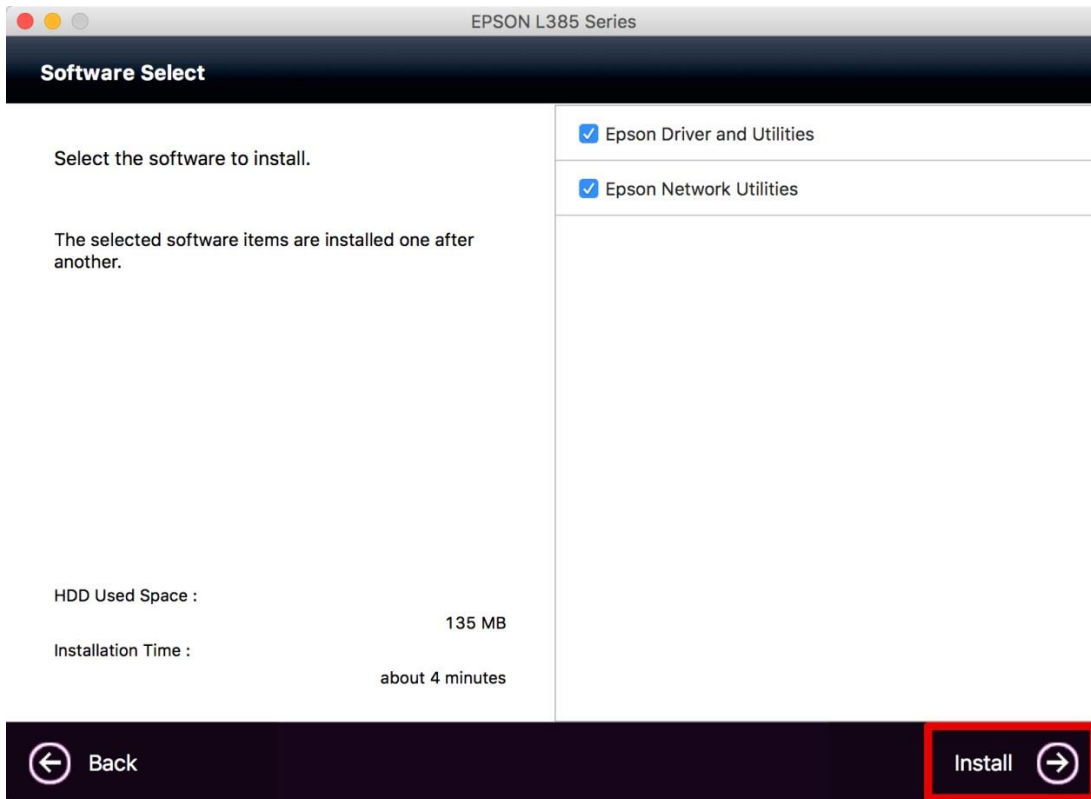 EPSON L385 Series
Software Select
Select the software to install.
The selected software items are installed one after
another.
HDD Used Space :
135 MB
Installation Time :
about 4 minutes
Epson Driver and Utilities
Epson Network Utilities
Back
Install